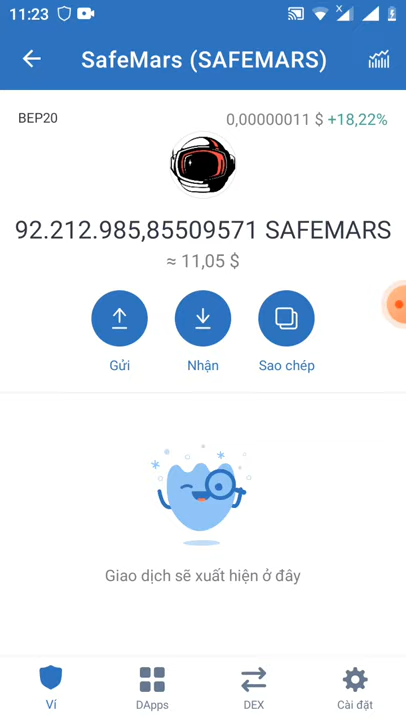 11:23
SafeMars (SAFEMARS)
BEP20
0,00000011 $ +18,22%
92.212.985,85509571 SAFEMARS
≈ 11,05 $
Gửi
Nhận
Sao chép
Giao dịch sẽ xuất hiện ở đây
Ví
DApps
DEX
Cài đặt